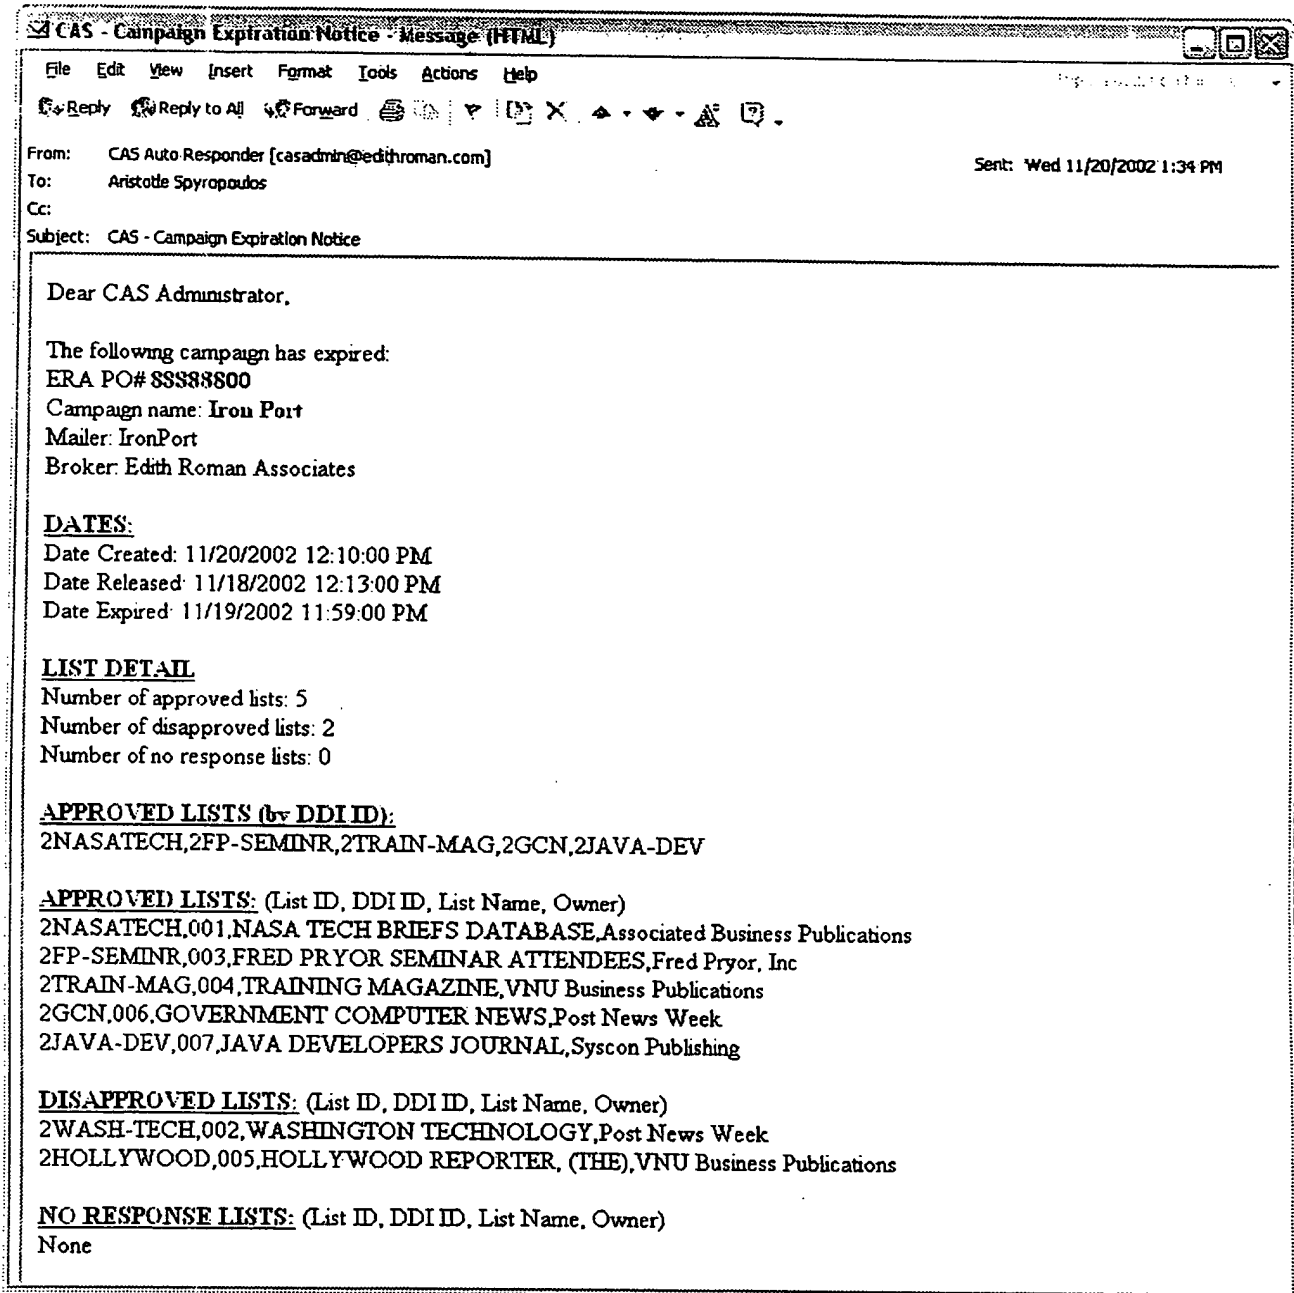 CAS - Campaign Expiration Notice - Message (HTML)
File Edit View Insert Format Tools Actions Help
Reply Reply to All Forward
From: CAS Auto Responder [casadmin@edithroman.com] Sent: Wed 11/20/2002 1:34 PM
To: Aristotle Spyropoulos
Cc:
Subject: CAS - Campaign Expiration Notice
Dear CAS Administrator,
The following campaign has expired:
ERA PO# 88888800
Campaign name: Iron Port
Mailer: IronPort
Broker: Edith Roman Associates
DATES:
Date Created: 11/20/2002 12:10:00 PM
Date Released: 11/18/2002 12:13:00 PM
Date Expired: 11/19/2002 11:59:00 PM
LIST DETAIL
Number of approved lists: 5
Number of disapproved lists: 2
Number of no response lists: 0
APPROVED LISTS (by DDI ID):
2NASATECH,2FP-SEMINR,2TRAIN-MAG,2GCN,2JAVA-DEV
APPROVED LISTS: (List ID, DDI ID, List Name, Owner)
2NASATECH,001,NASA TECH BRIEFS DATABASE,Associated Business Publications
2FP-SEMINR,003,FRED PRYOR SEMINAR ATTENDEES,Fred Pryor, Inc
2TRAIN-MAG,004,TRAINING MAGAZINE,VNU Business Publications
2GCN,006,GOVERNMENT COMPUTER NEWS,Post News Week
2JAVA-DEV,007,JAVA DEVELOPERS JOURNAL,Syscon Publishing
DISAPPROVED LISTS: (List ID, DDI ID, List Name, Owner)
2WASH-TECH,002,WASHINGTON TECHNOLOGY,Post News Week
2HOLLYWOOD,005,HOLLYWOOD REPORTER, (THE),VNU Business Publications
NO RESPONSE LISTS: (List ID, DDI ID, List Name, Owner)
None